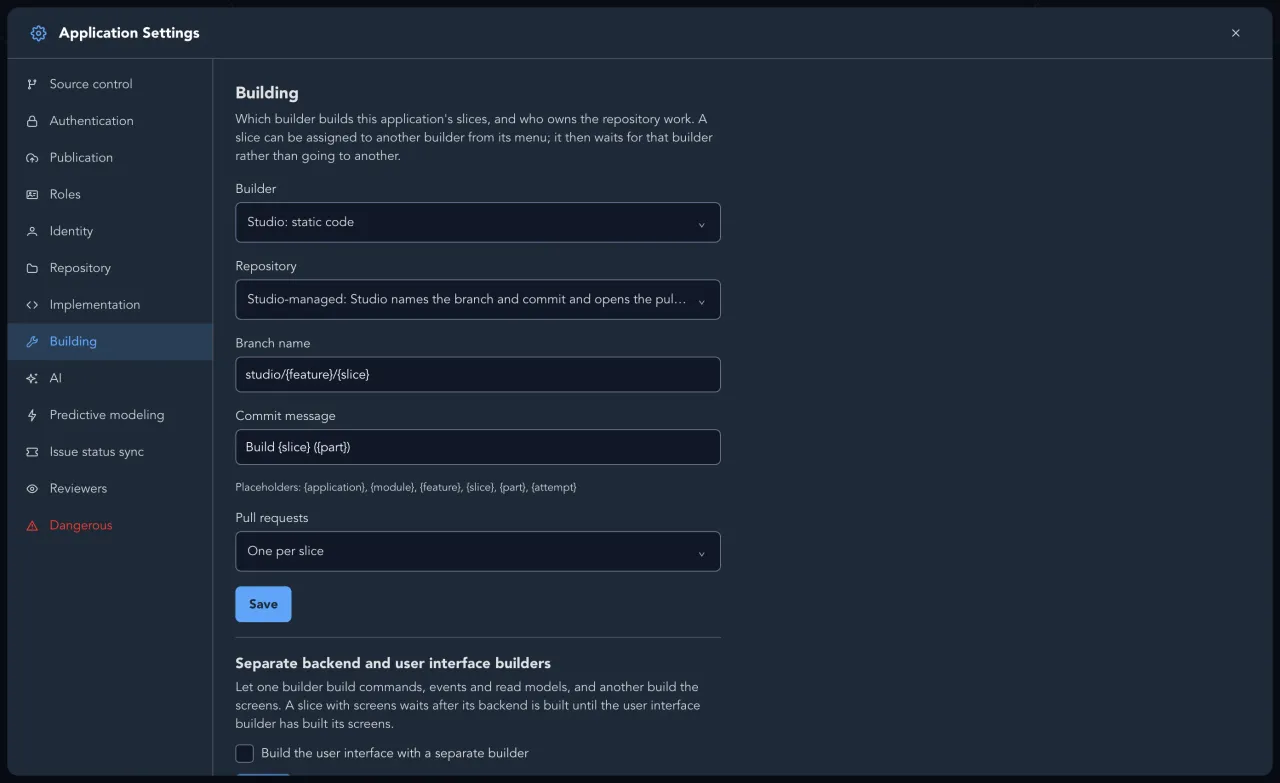 Application Settings
Source control
Authentication
Publication
Roles
Identity
Repository
Implementation
Building
AI
Predictive modeling
Issue status sync
Reviewers
Dangerous
Building
Which builder builds this application's slices, and who owns the repository work. A
slice can be assigned to another builder from its menu; it then waits for that builder
rather than going to another.
Builder
Studio: static code
Repository
Studio-managed: Studio names the branch and commit and opens the pul...
Branch name
studio/{feature}/{slice}
Commit message
Build {slice} ({part})
Placeholders: {application}, {module}, {feature}, {slice}, {part}, {attempt}
Pull requests
One per slice
Save
Separate backend and user interface builders
Let one builder build commands, events and read models, and another build the
screens. A slice with screens waits after its backend is built until the user interface
builder has built its screens.
Build the user interface with a separate builder